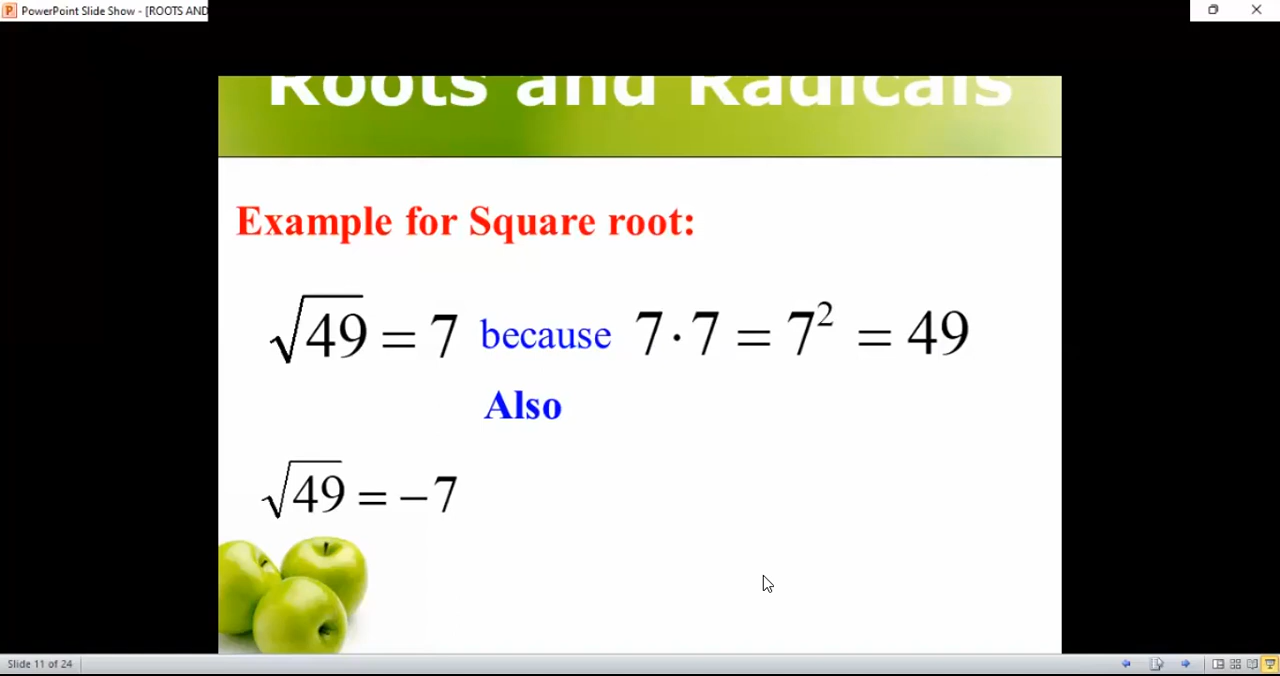 PowerPoint Slide Show - [ROOTS AND
Roots and Radicals
Example for Square root:
√49 = 7 because 7·7 = 7² = 49
Also
√49 = −7
Slide 11 of 24